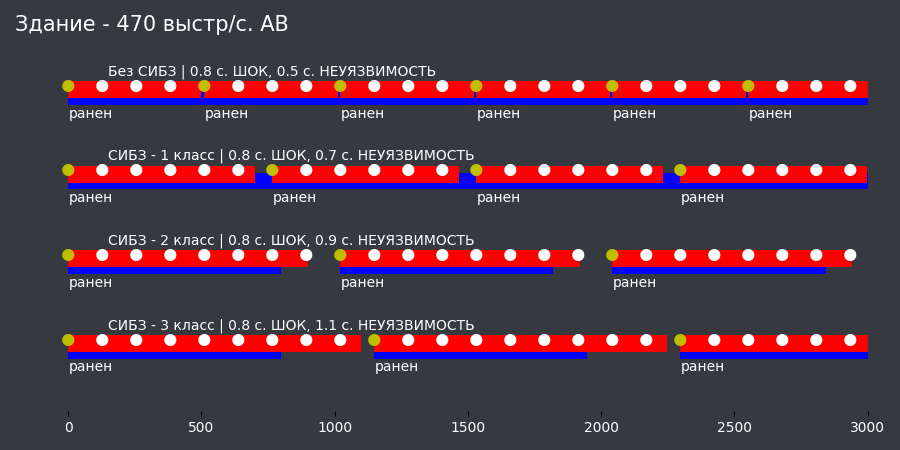 Здание - 470 выстр/с. АВ
Без СИБЗ | 0.8 с. ШОК, 0.5 с. НЕУЯЗВИМОСТЬ
ранен ранен ранен ранен ранен ранен
СИБЗ - 1 класс | 0.8 с. ШОК, 0.7 с. НЕУЯЗВИМОСТЬ
ранен ранен ранен ранен
СИБЗ - 2 класс | 0.8 с. ШОК, 0.9 с. НЕУЯЗВИМОСТЬ
ранен ранен ранен
СИБЗ - 3 класс | 0.8 с. ШОК, 1.1 с. НЕУЯЗВИМОСТЬ
ранен ранен ранен
0 500 1000 1500 2000 2500 3000